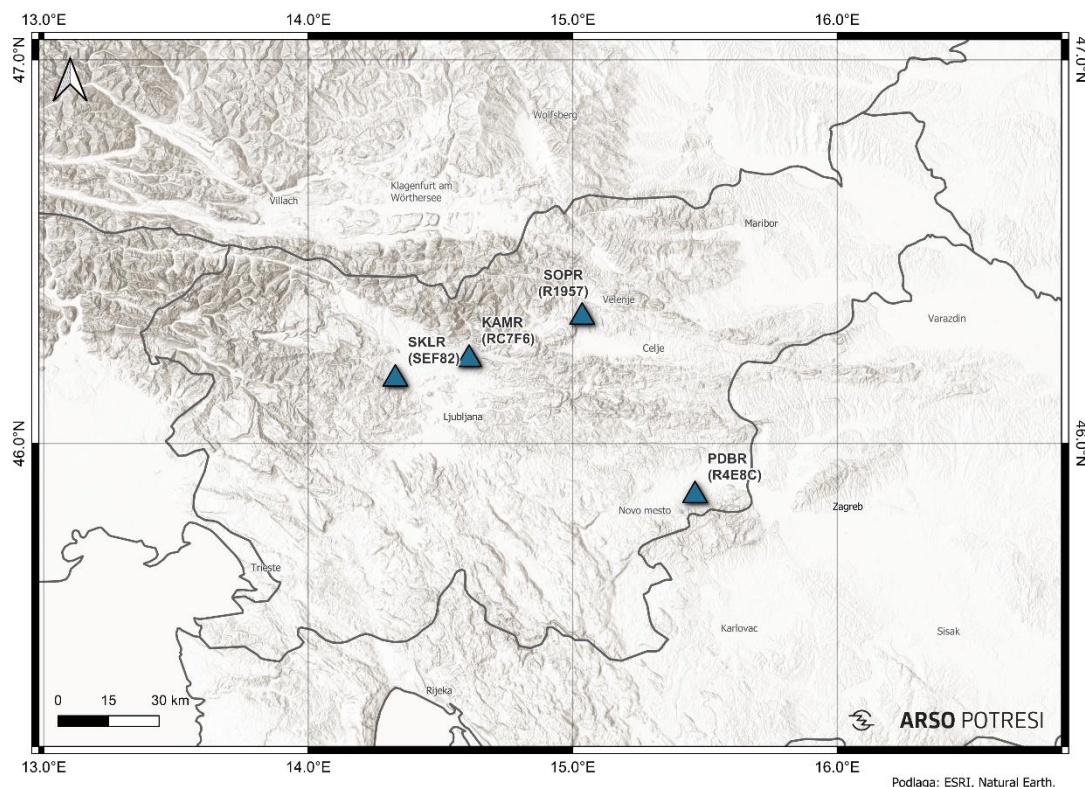 13.0°E 14.0°E 15.0°E 16.0°E
47.0°N 47.0°N
Wolfsberg
Klagenfurt am
Wörthersee
Villach
Maribor
SOPR
(R1957)
Velenje
KAMR
(RC7F6)
Varazdin
SKLR
(SEF82)
Celje
Ljubljana
46.0°N 46.0°N
PDBR
(R4E8C)
Novo mesto
Zagreb
Trieste
Karlovac
Sisak
Rijeka
0 15 30 km
ARSO POTRESI
13.0°E 14.0°E 15.0°E 16.0°E
Podlaga: ESRI, Natural Earth.